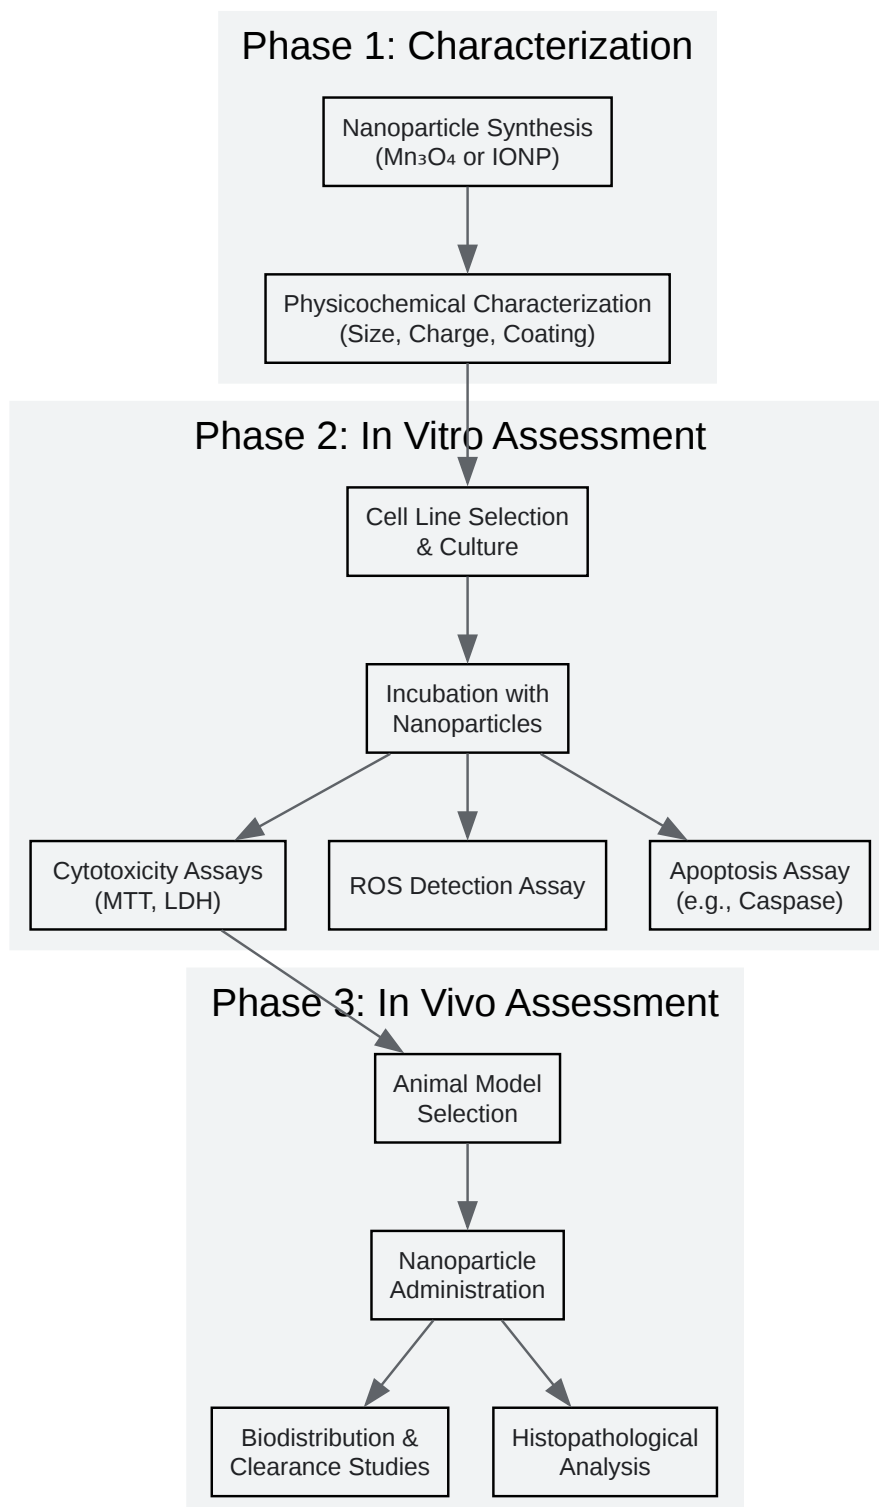 Phase 1: Characterization
Nanoparticle Synthesis
(Mn₃O₄ or IONP)
Physicochemical Characterization
(Size, Charge, Coating)
Phase 2: In Vitro Assessment
Cell Line Selection
& Culture
Incubation with
Nanoparticles
Cytotoxicity Assays
(MTT, LDH)
ROS Detection Assay
Apoptosis Assay
(e.g., Caspase)
Phase 3: In Vivo Assessment
Animal Model
Selection
Nanoparticle
Administration
Biodistribution &
Clearance Studies
Histopathological
Analysis